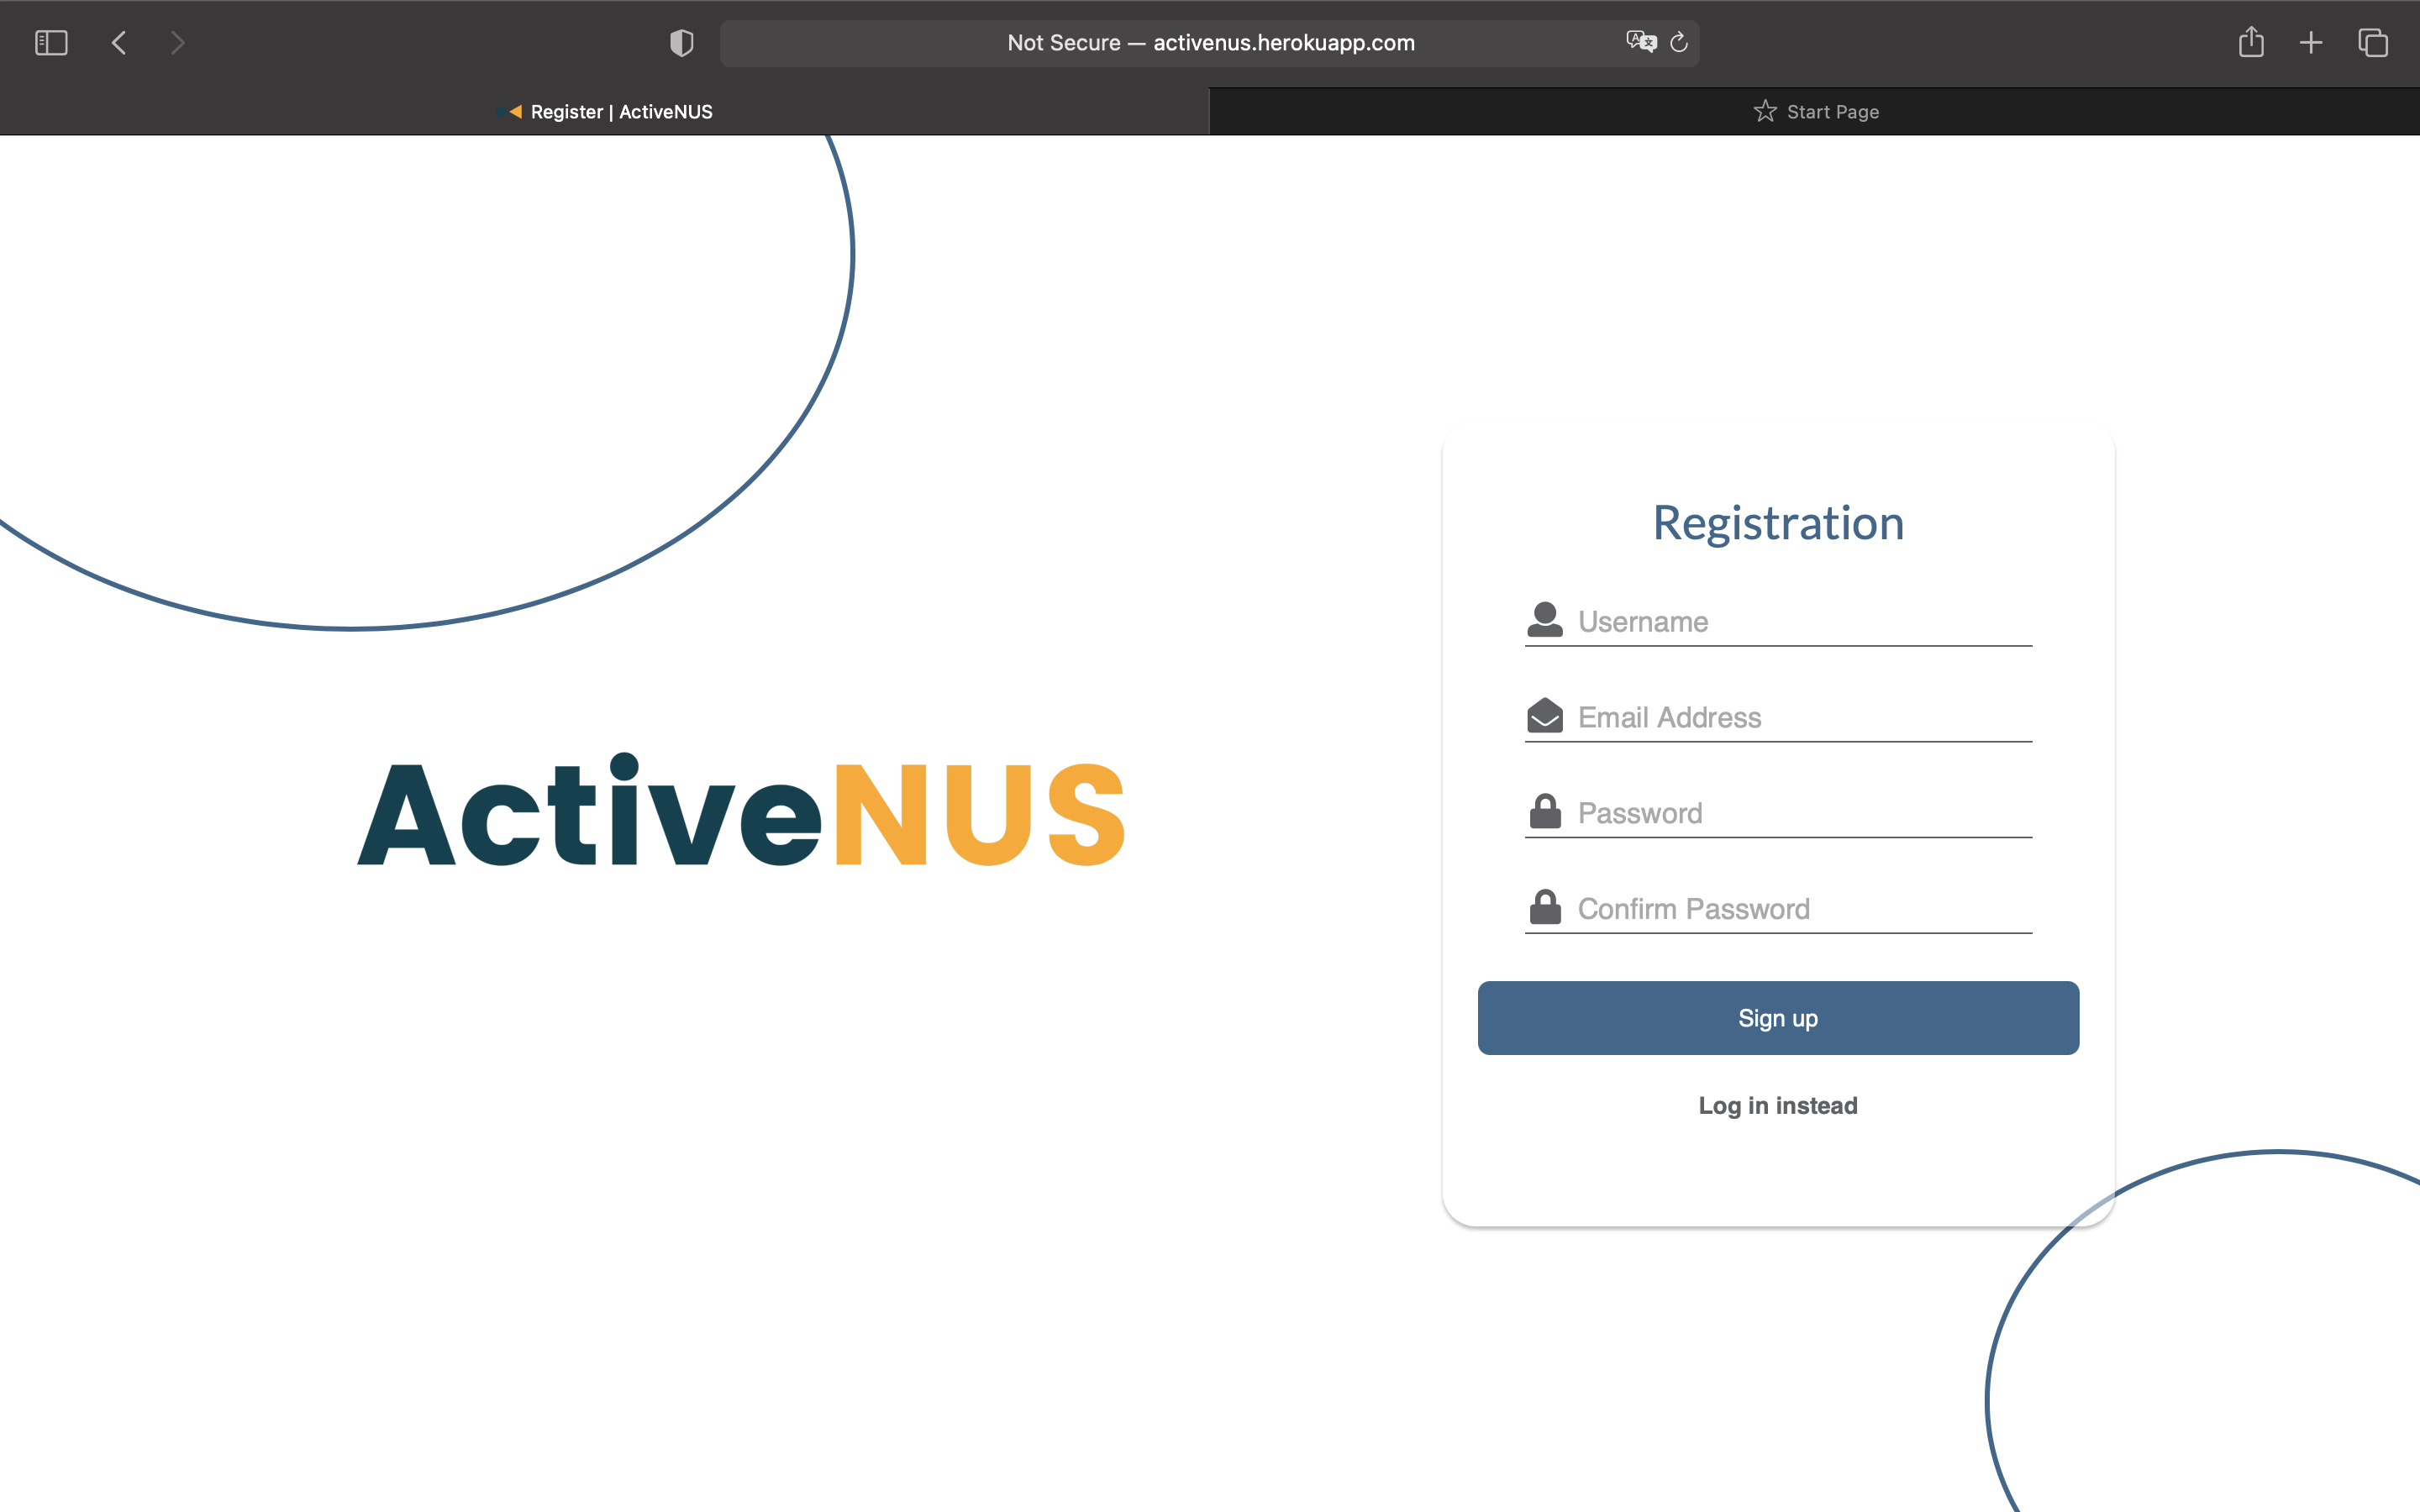 Not Secure — activenus.herokuapp.com
Register | ActiveNUS
Start Page
Registration
Username
Email Address
Password
Confirm Password
Sign up
Log in instead
ActiveNUS